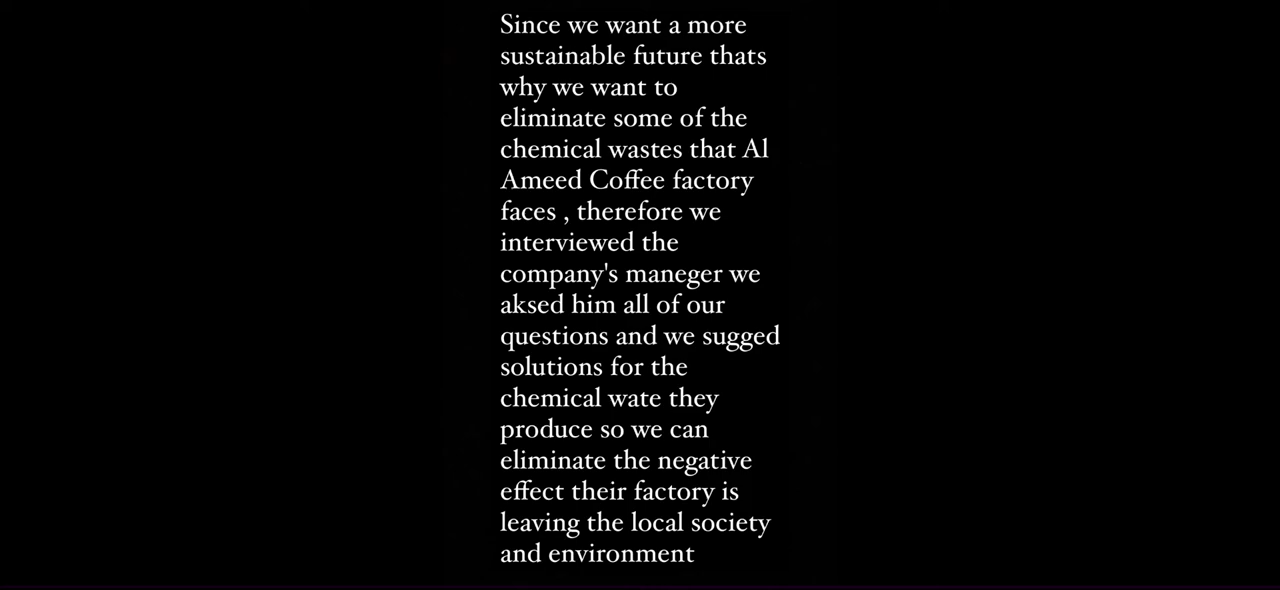 Since we want a more
sustainable future thats
why we want to
eliminate some of the
chemical wastes that Al
Ameed Coffee factory
faces , therefore we
interviewed the
company's maneger we
aksed him all of our
questions and we sugged
solutions for the
chemical wate they
produce so we can
eliminate the negative
effect their factory is
leaving the local society
and environment